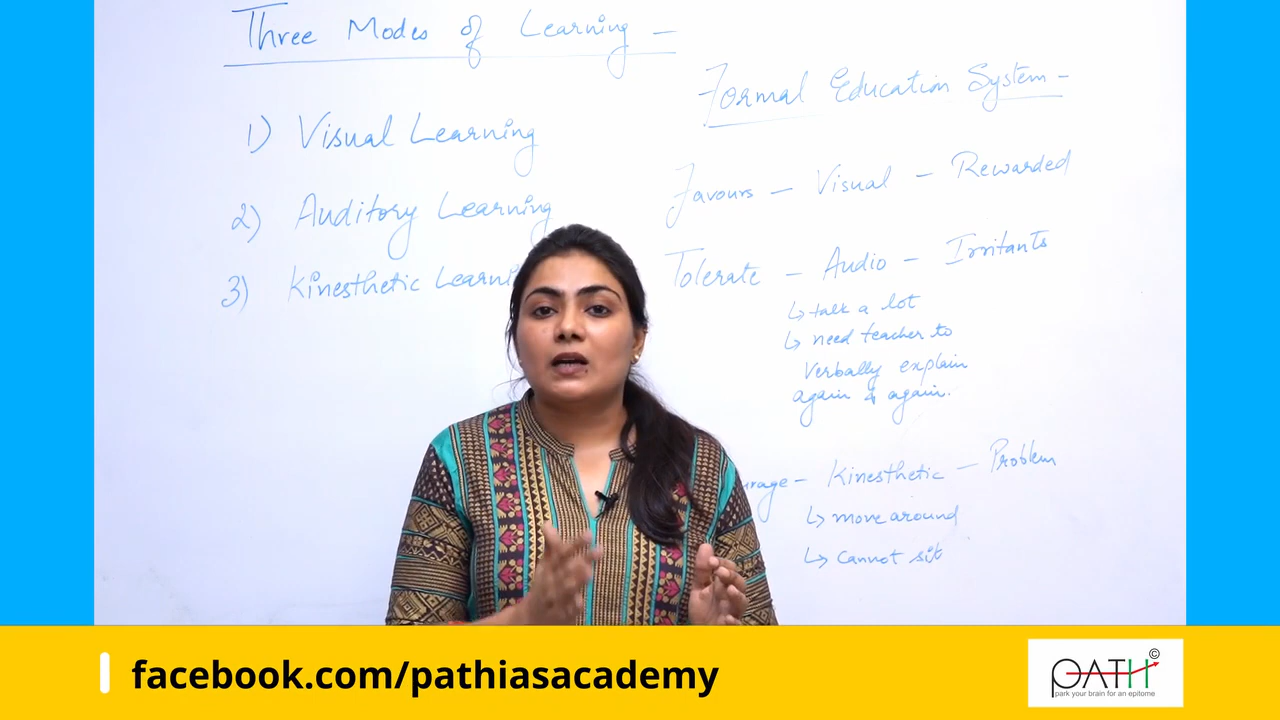 Three Modes of Learning –
1) Visual Learning
2) Auditory Learning
3) Kinesthetic Learni
Formal Education System –
Favours – Visual – Rewarded
Tolerate – Audio – Irritants
↳ talk a lot
↳ need teacher to
Verbally explain
again & again.
urage – Kinesthetic – Problem
↳ move around
↳ cannot sit
facebook.com/pathiasacademy
PATH ©
park your brain for an epitome